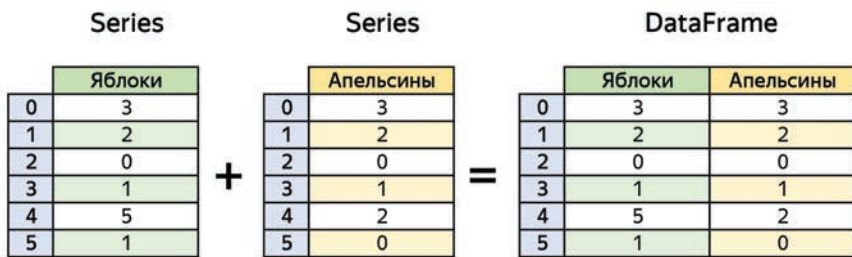 Series Series DataFrame
Яблоки Апельсины Яблоки Апельсины
0 3 0 3 0 3 3
1 2 1 2 1 2 2
2 0 + 2 0 = 2 0 0
3 1 3 1 3 1 1
4 5 4 2 4 5 2
5 1 5 0 5 1 0